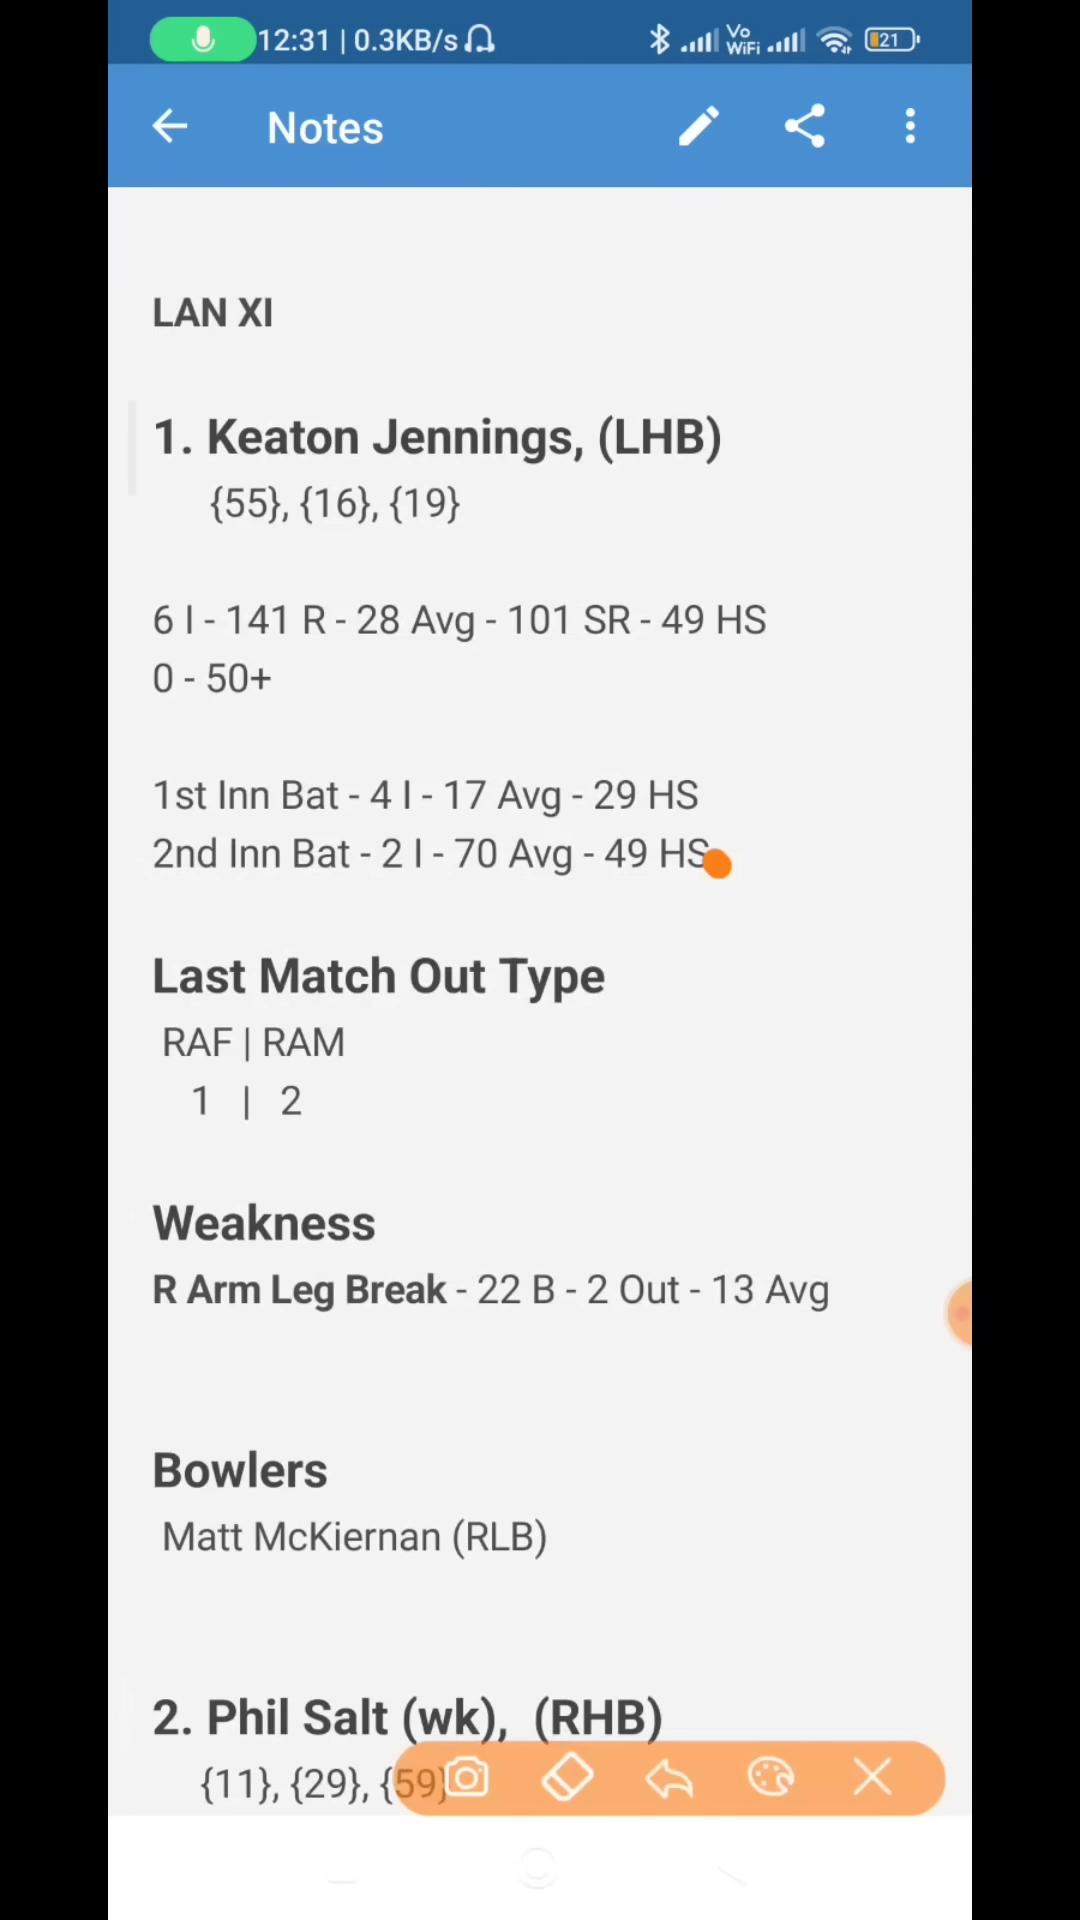 12:31 | 0.3KB/s
Vo
WiFi
21
Notes
LAN XI
1. Keaton Jennings, (LHB)
{55}, {16}, {19}
6 I - 141 R - 28 Avg - 101 SR - 49 HS
0 - 50+
1st Inn Bat - 4 I - 17 Avg - 29 HS
2nd Inn Bat - 2 I - 70 Avg - 49 HS
Last Match Out Type
RAF | RAM
1 | 2
Weakness
R Arm Leg Break - 22 B - 2 Out - 13 Avg
Bowlers
Matt McKiernan (RLB)
2. Phil Salt (wk), (RHB)
{11}, {29}, {59}